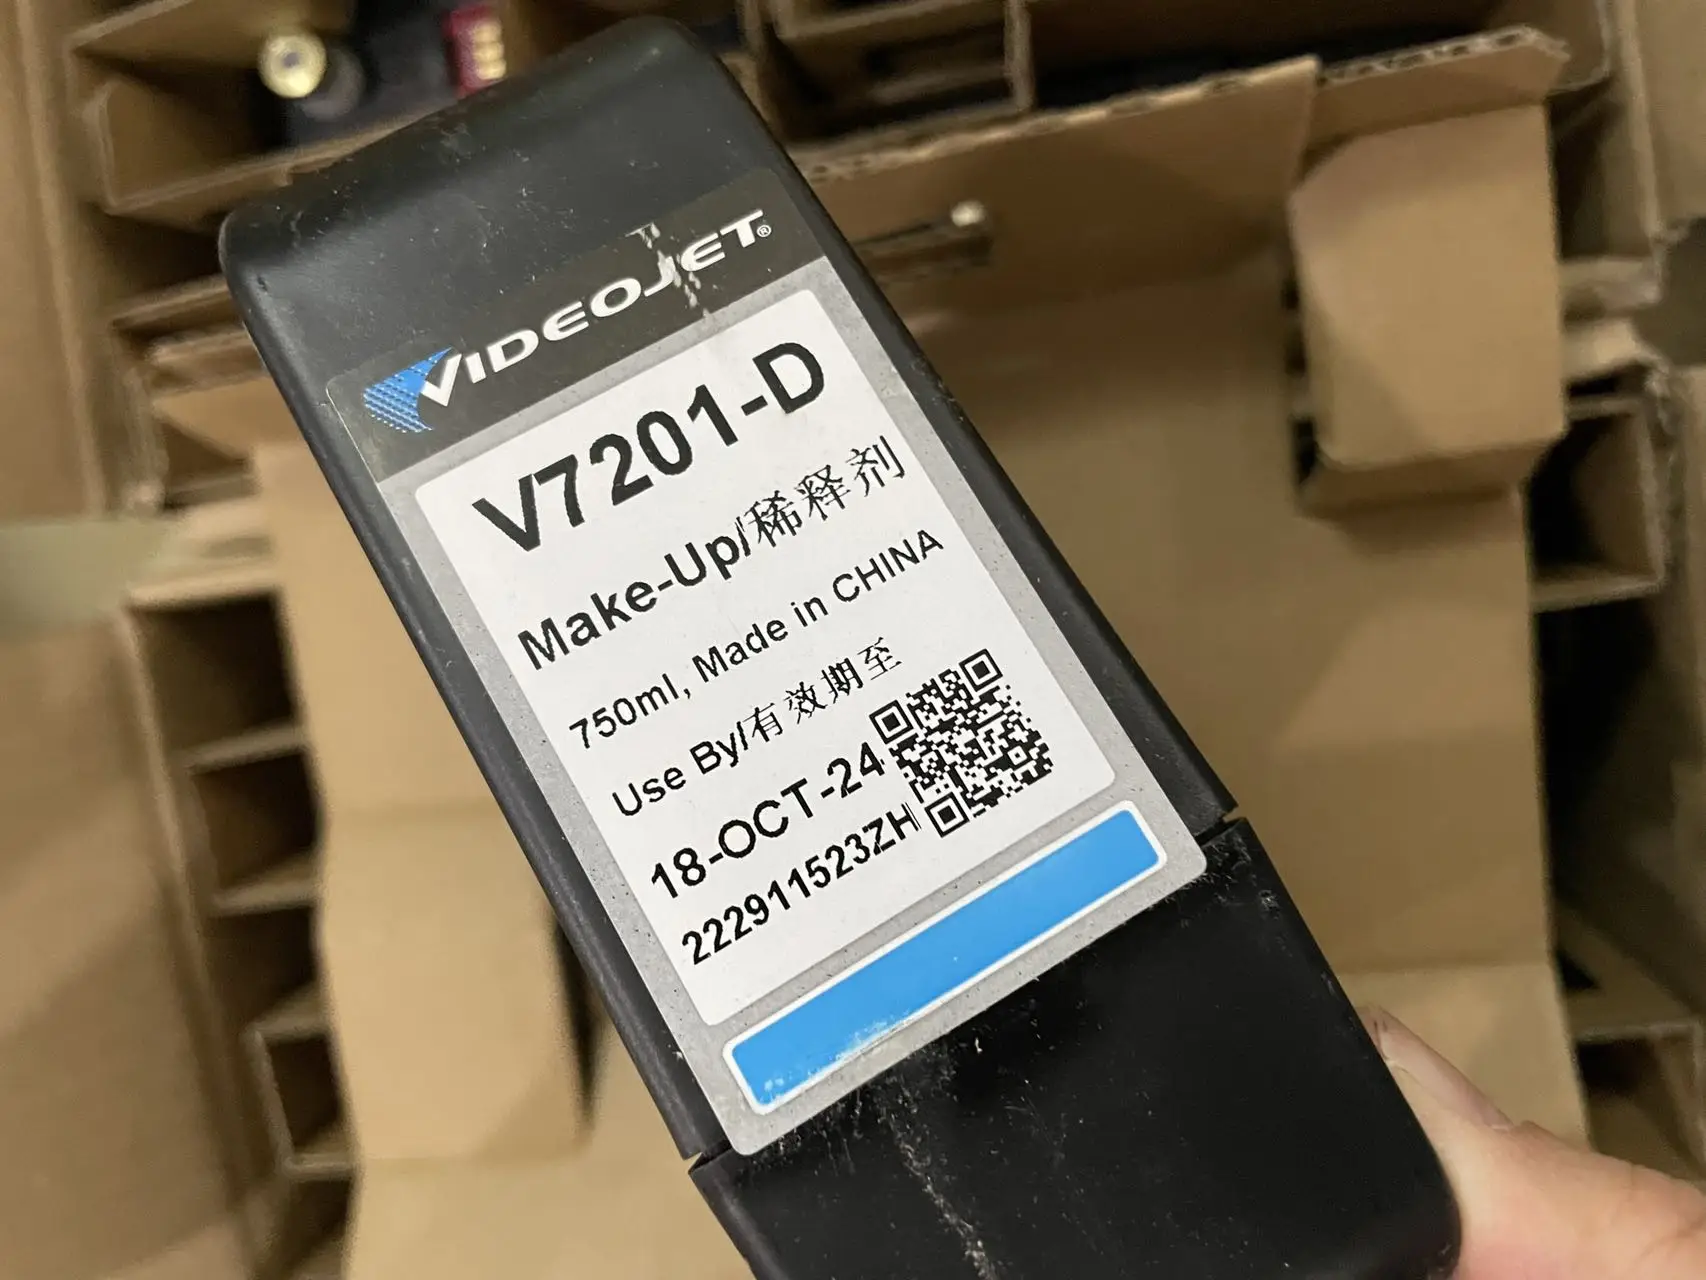 VIDEOJET®
V7201-D
Make-Up/稀释剂
750ml, Made in CHINA
Use By/有效期至
18-OCT-24
222911523ZH